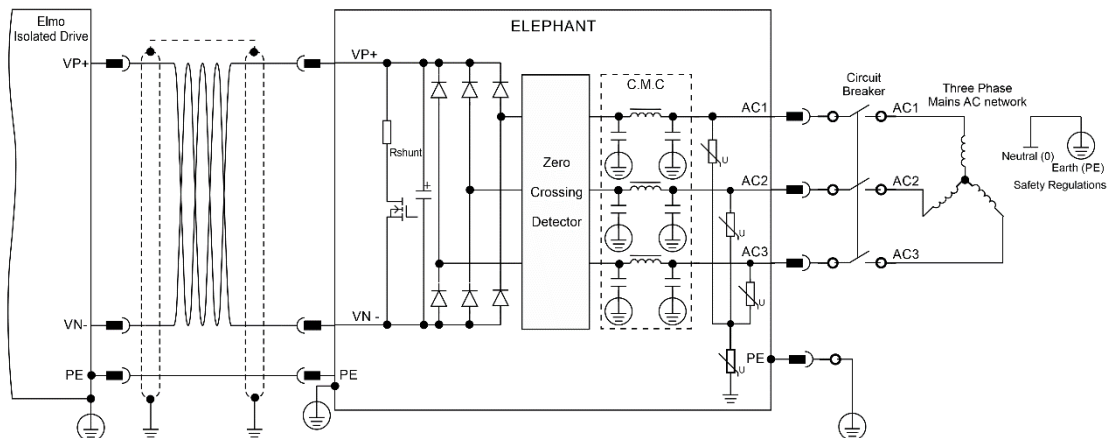 Elmo
Isolated Drive
VP+
VN-
PE
ELEPHANT
VP+
Rshunt
+
VN -
PE
Zero
Crossing
Detector
C.M.C
U
U
U
U
AC1
AC2
AC3
PE
Circuit
Breaker
AC1
AC2
AC3
Three Phase
Mains AC network
Neutral (0)
Earth (PE)
Safety Regulations